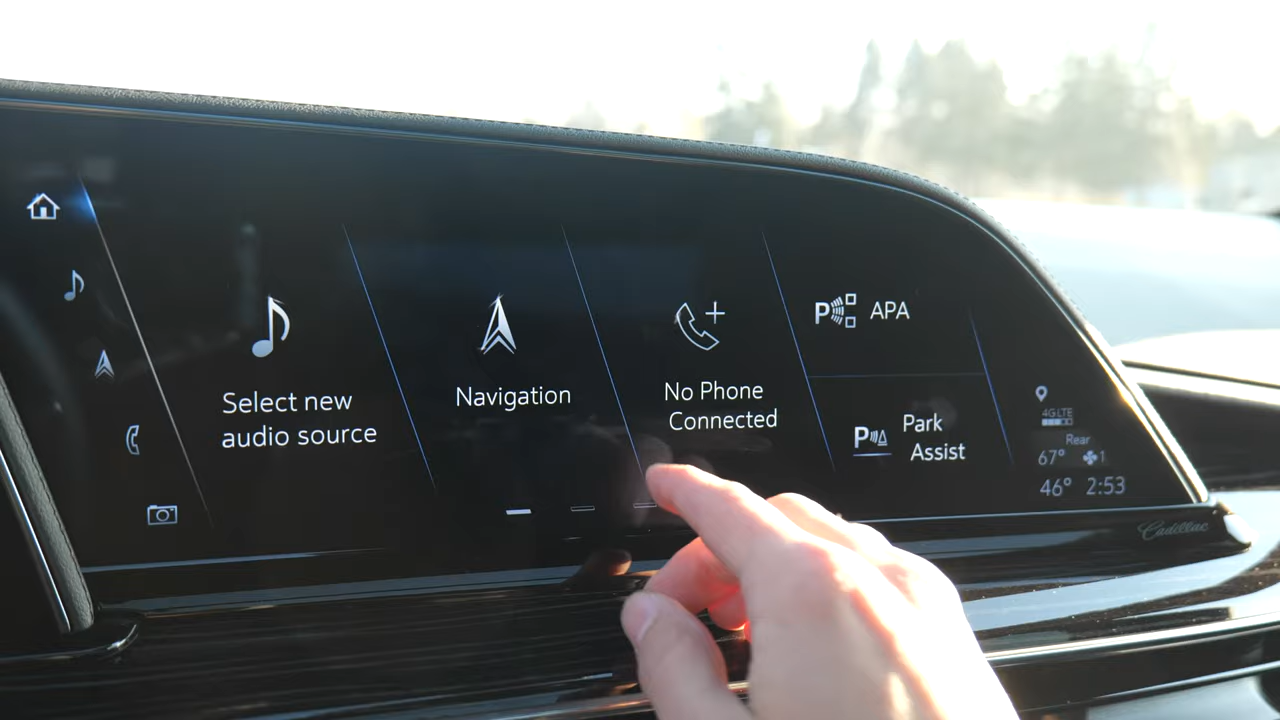 Select new
audio source
Navigation
No Phone
Connected
P APA
P Park
Assist
4G LTE
Rear
67° 1
46° 2:53
Cadillac